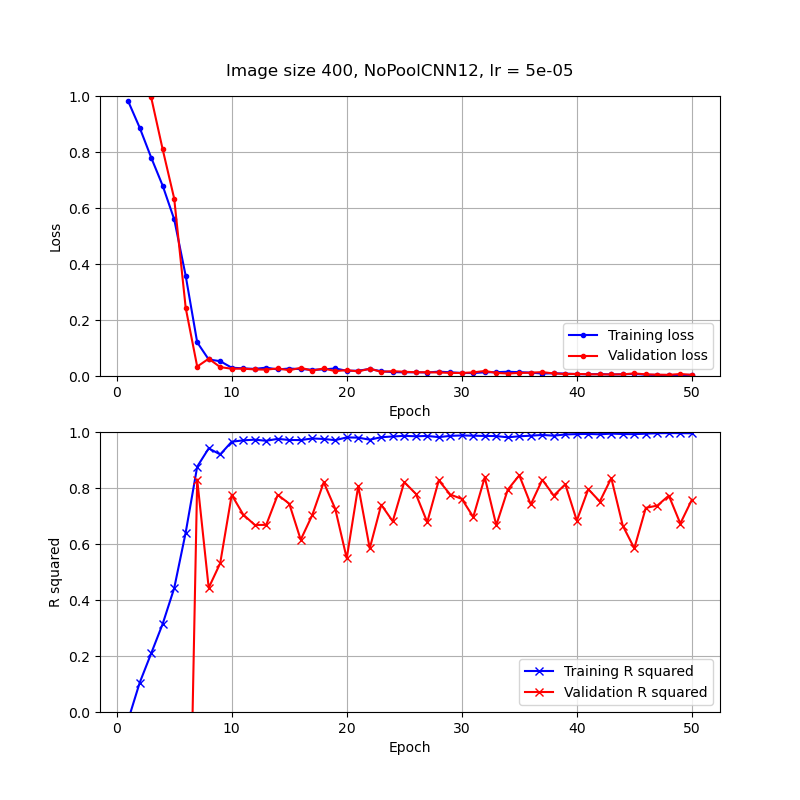 Image size 400, NoPoolCNN12, lr = 5e-05
1.0
0.8
0.6
0.4
0.2
0.0
Loss
Training loss
Validation loss
0 10 20 30 40 50
Epoch
1.0
0.8
0.6
0.4
0.2
0.0
R squared
Training R squared
Validation R squared
0 10 20 30 40 50
Epoch